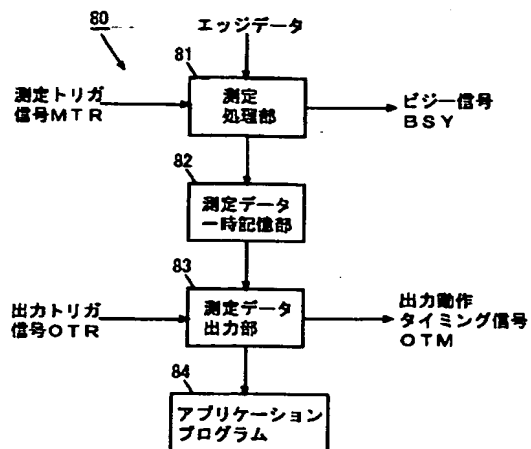 80
エッジデータ
81
測定トリガ
信号MTR
測定
処理部
ビジー信号
BSY
82
測定データ
一時記憶部
83
出力トリガ
信号OTR
測定データ
出力部
出力動作
タイミング信号
OTM
84
アプリケーション
プログラム